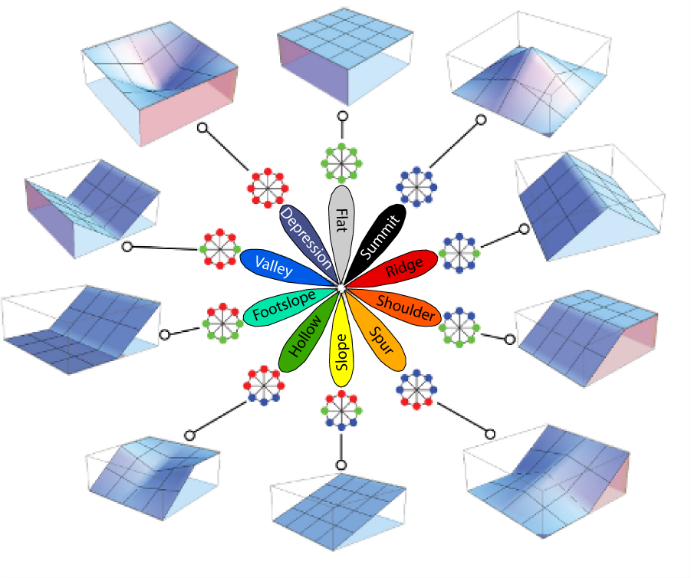 Flat
Summit
Depression
Ridge
Valley
Shoulder
Footslope
Spur
Hollow
Slope